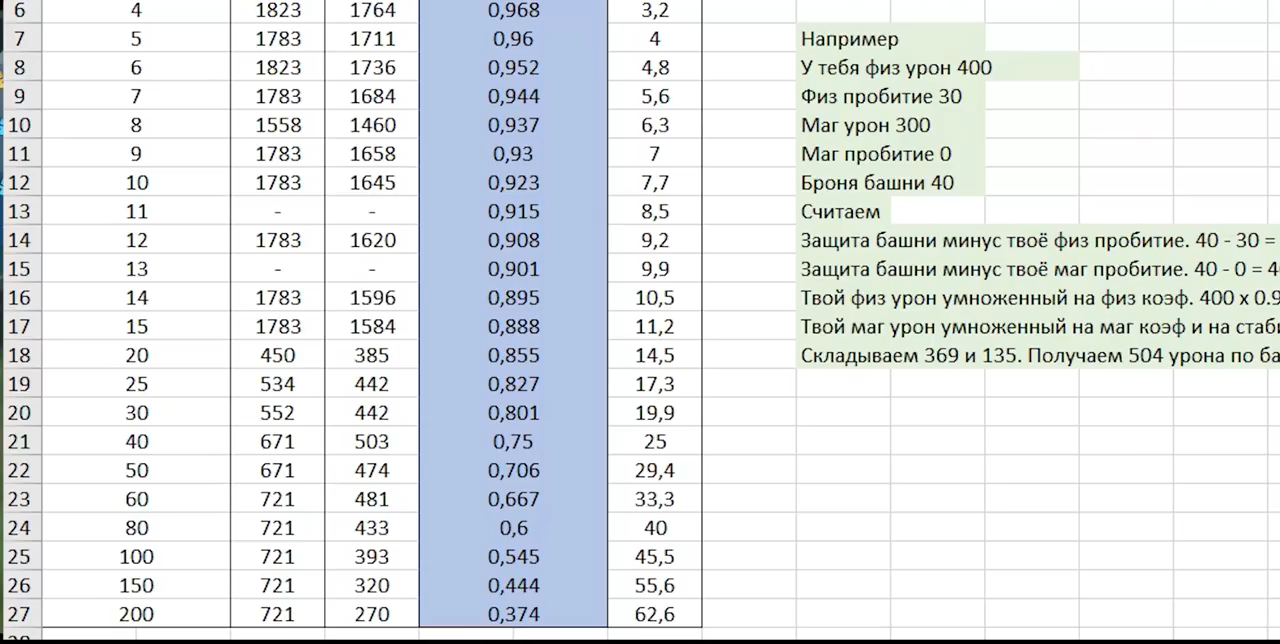 6 4 1823 1764 0,968 3,2
7 5 1783 1711 0,96 4 Например
8 6 1823 1736 0,952 4,8 У тебя физ урон 400
9 7 1783 1684 0,944 5,6 Физ пробитие 30
10 8 1558 1460 0,937 6,3 Маг урон 300
11 9 1783 1658 0,93 7 Маг пробитие 0
12 10 1783 1645 0,923 7,7 Броня башни 40
13 11 - - 0,915 8,5 Считаем
14 12 1783 1620 0,908 9,2 Защита башни минус твоё физ пробитие. 40 - 30 =
15 13 - - 0,901 9,9 Защита башни минус твоё маг пробитие. 40 - 0 = 4
16 14 1783 1596 0,895 10,5 Твой физ урон умноженный на физ коэф. 400 x 0.9
17 15 1783 1584 0,888 11,2 Твой маг урон умноженный на маг коэф и на стаби
18 20 450 385 0,855 14,5 Складываем 369 и 135. Получаем 504 урона по ба
19 25 534 442 0,827 17,3
20 30 552 442 0,801 19,9
21 40 671 503 0,75 25
22 50 671 474 0,706 29,4
23 60 721 481 0,667 33,3
24 80 721 433 0,6 40
25 100 721 393 0,545 45,5
26 150 721 320 0,444 55,6
27 200 721 270 0,374 62,6